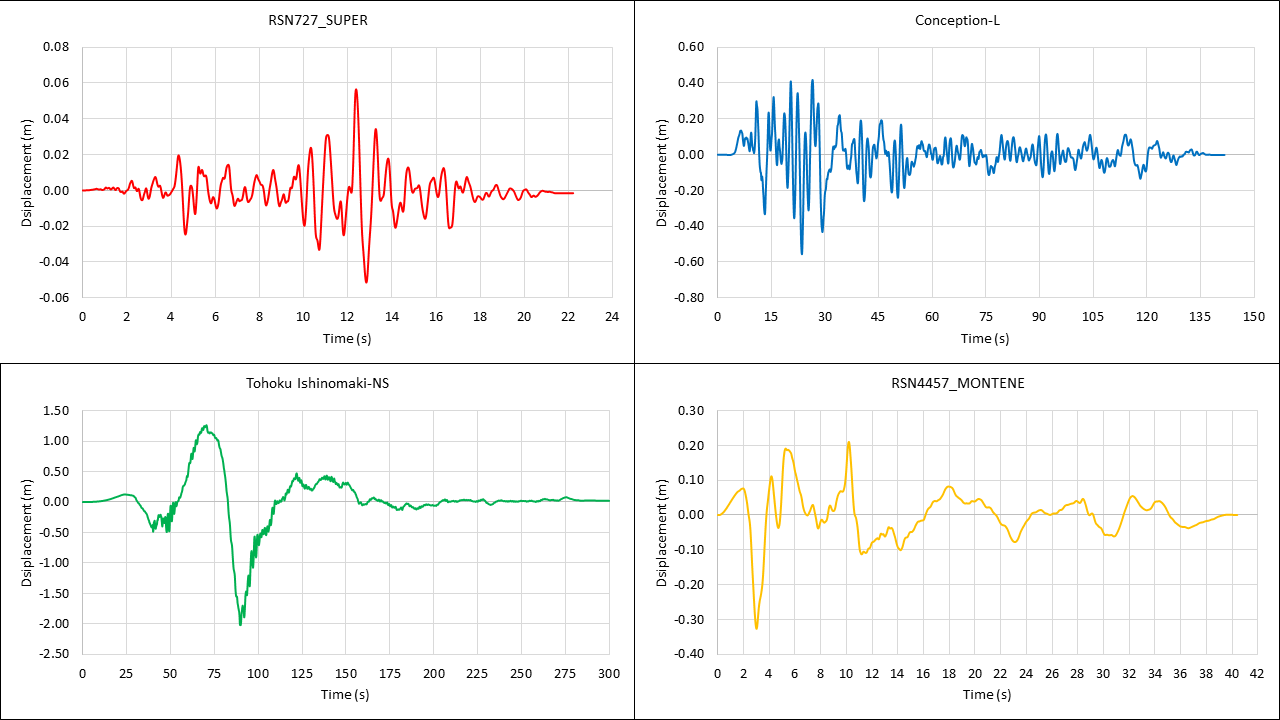 RSN727_SUPER
0.08
0.06
0.04
0.02
0.00
-0.02
-0.04
-0.06
Dsiplacement (m)
0 2 4 6 8 10 12 14 16 18 20 22 24
Time (s)
Conception-L
0.60
0.40
0.20
0.00
-0.20
-0.40
-0.60
-0.80
Dsiplacement (m)
0 15 30 45 60 75 90 105 120 135 150
Time (s)
Tohoku Ishinomaki-NS
1.50
1.00
0.50
0.00
-0.50
-1.00
-1.50
-2.00
-2.50
Dsiplacement (m)
0 25 50 75 100 125 150 175 200 225 250 275 300
Time (s)
RSN4457_MONTENE
0.30
0.20
0.10
0.00
-0.10
-0.20
-0.30
-0.40
Dsiplacement (m)
0 2 4 6 8 10 12 14 16 18 20 22 24 26 28 30 32 34 36 38 40 42
Time (s)